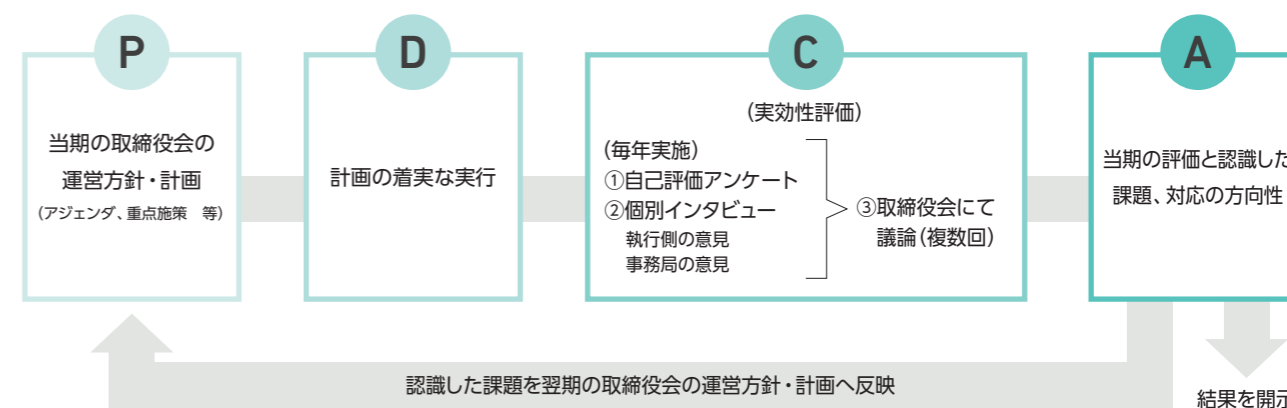 P
当期の取締役会の
運営方針・計画
(アジェンダ、重点施策　等)
D
計画の着実な実行
C
(実効性評価)
(毎年実施)
①自己評価アンケート
②個別インタビュー
執行側の意見
事務局の意見
③取締役会にて
議論(複数回)
A
当期の評価と認識した
課題、対応の方向性
認識した課題を翌期の取締役会の運営方針・計画へ反映
結果を開示